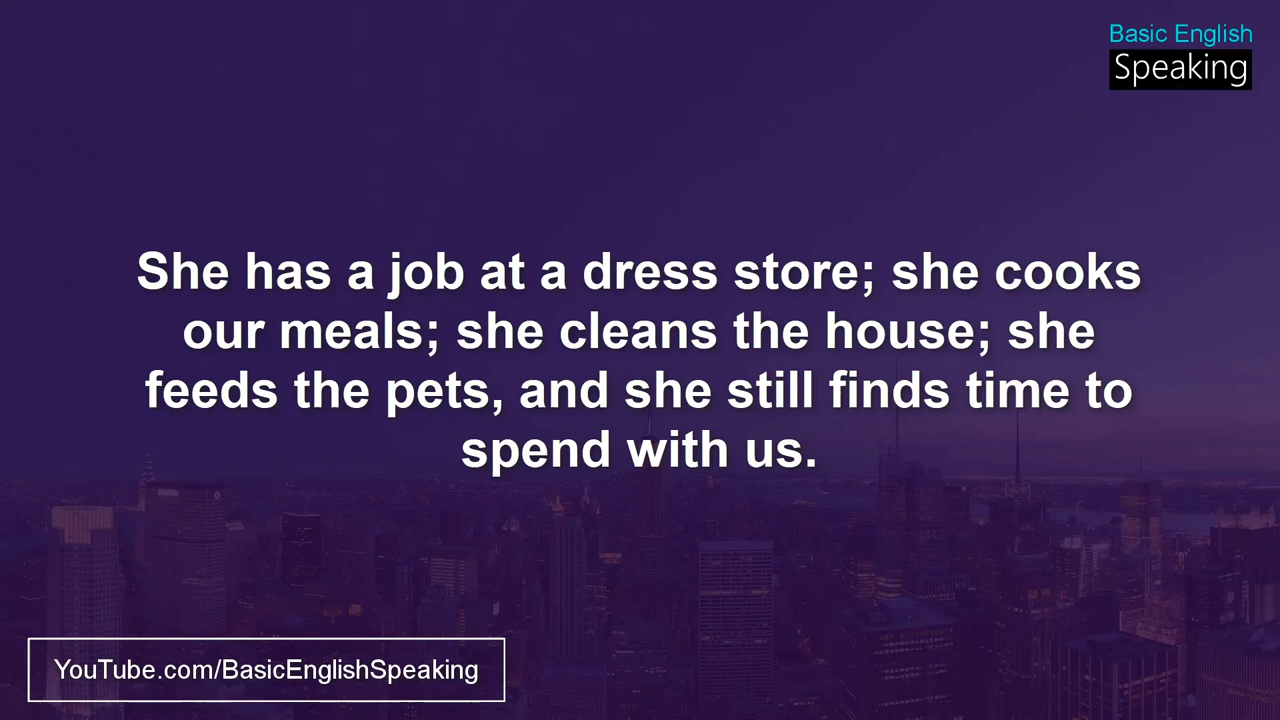 Basic English
Speaking
She has a job at a dress store; she cooks
our meals; she cleans the house; she
feeds the pets, and she still finds time to
spend with us.
YouTube.com/BasicEnglishSpeaking